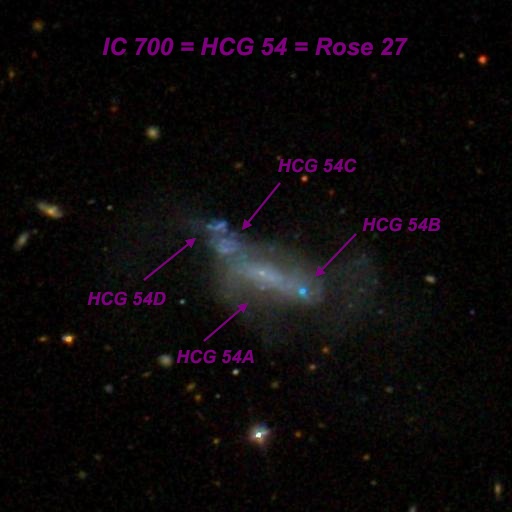 IC 700 = HCG 54 = Rose 27
HCG 54C
HCG 54B
HCG 54D
HCG 54A